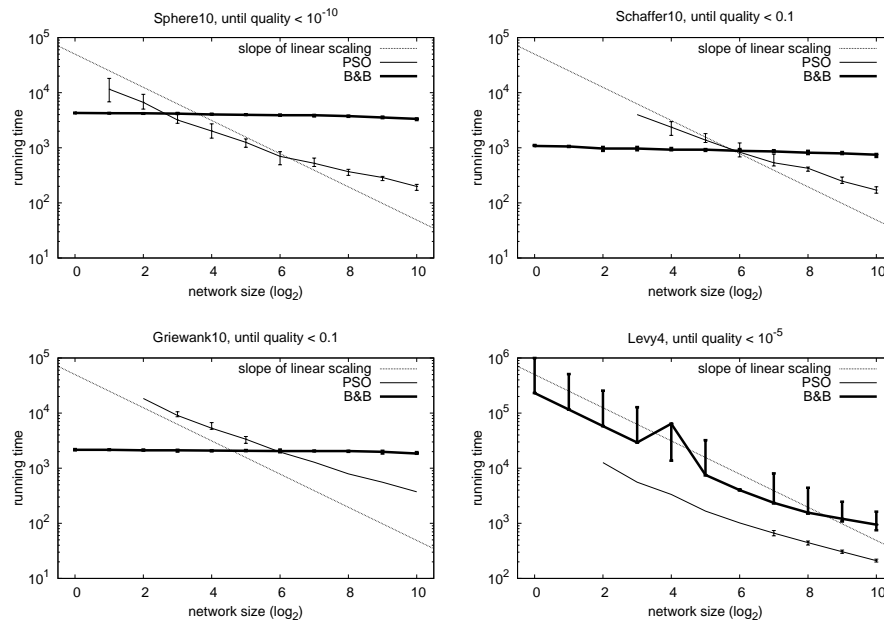 Sphere10, until quality < 10^-10
10^5
10^4
10^3
10^2
10^1
running time
slope of linear scaling
PSO
B&B
0 2 4 6 8 10
network size (log_2)
Schaffer10, until quality < 0.1
10^5
10^4
10^3
10^2
10^1
running time
slope of linear scaling
PSO
B&B
0 2 4 6 8 10
network size (log_2)
Griewank10, until quality < 0.1
10^5
10^4
10^3
10^2
10^1
running time
slope of linear scaling
PSO
B&B
0 2 4 6 8 10
network size (log_2)
Levy4, until quality < 10^-5
10^6
10^5
10^4
10^3
10^2
running time
slope of linear scaling
PSO
B&B
0 2 4 6 8 10
network size (log_2)